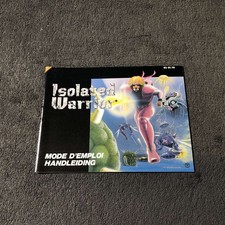 Isolated
Warrior
MODE D'EMPLOI
HANDLEIDING